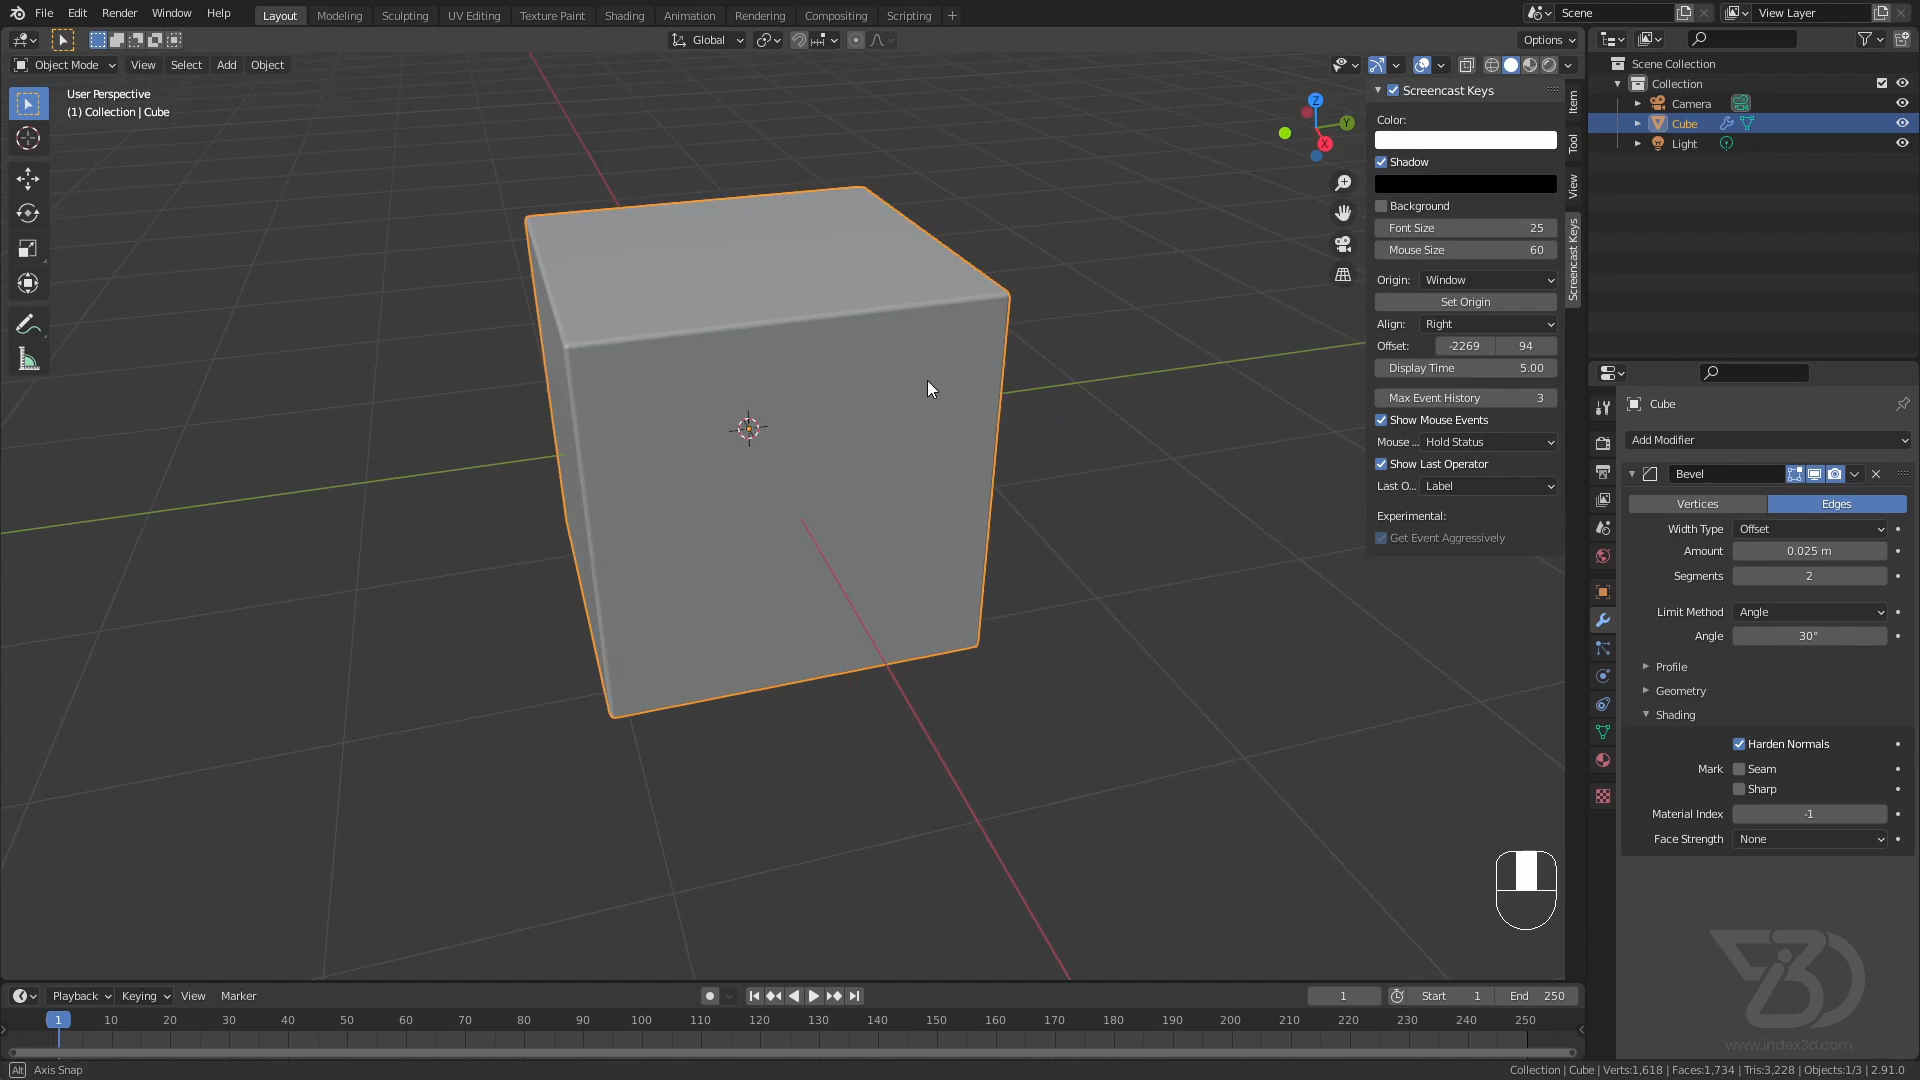 File Edit Render Window Help Layout Modeling Sculpting UV Editing Texture Paint Shading Animation Rendering Compositing Scripting + Scene View Layer
Global Options
Object Mode View Select Add Object
User Perspective
(1) Collection | Cube
Z
Y
X
Screencast Keys
Color:
Shadow
Background
Font Size 25
Mouse Size 60
Origin: Window
Set Origin
Align: Right
Offset: -2269 94
Display Time 5.00
Max Event History 3
Show Mouse Events
Mouse ... Hold Status
Show Last Operator
Last O... Label
Experimental:
Get Event Aggressively
Item
Tool
View
Screencast Keys
Scene Collection
Collection
Camera
Cube
Light
Cube
Add Modifier
Bevel
Vertices Edges
Width Type Offset
Amount 0.025 m
Segments 2
Limit Method Angle
Angle 30°
Profile
Geometry
Shading
Harden Normals
Mark Seam
Sharp
Material Index -1
Face Strength None
www.index3d.com
Playback Keying View Marker 1 Start 1 End 250
1 10 20 30 40 50 60 70 80 90 100 110 120 130 140 150 160 170 180 190 200 210 220 230 240 250
Alt Axis Snap Collection | Cube | Verts:1,618 | Faces:1,734 | Tris:3,228 | Objects:1/3 | 2.91.0